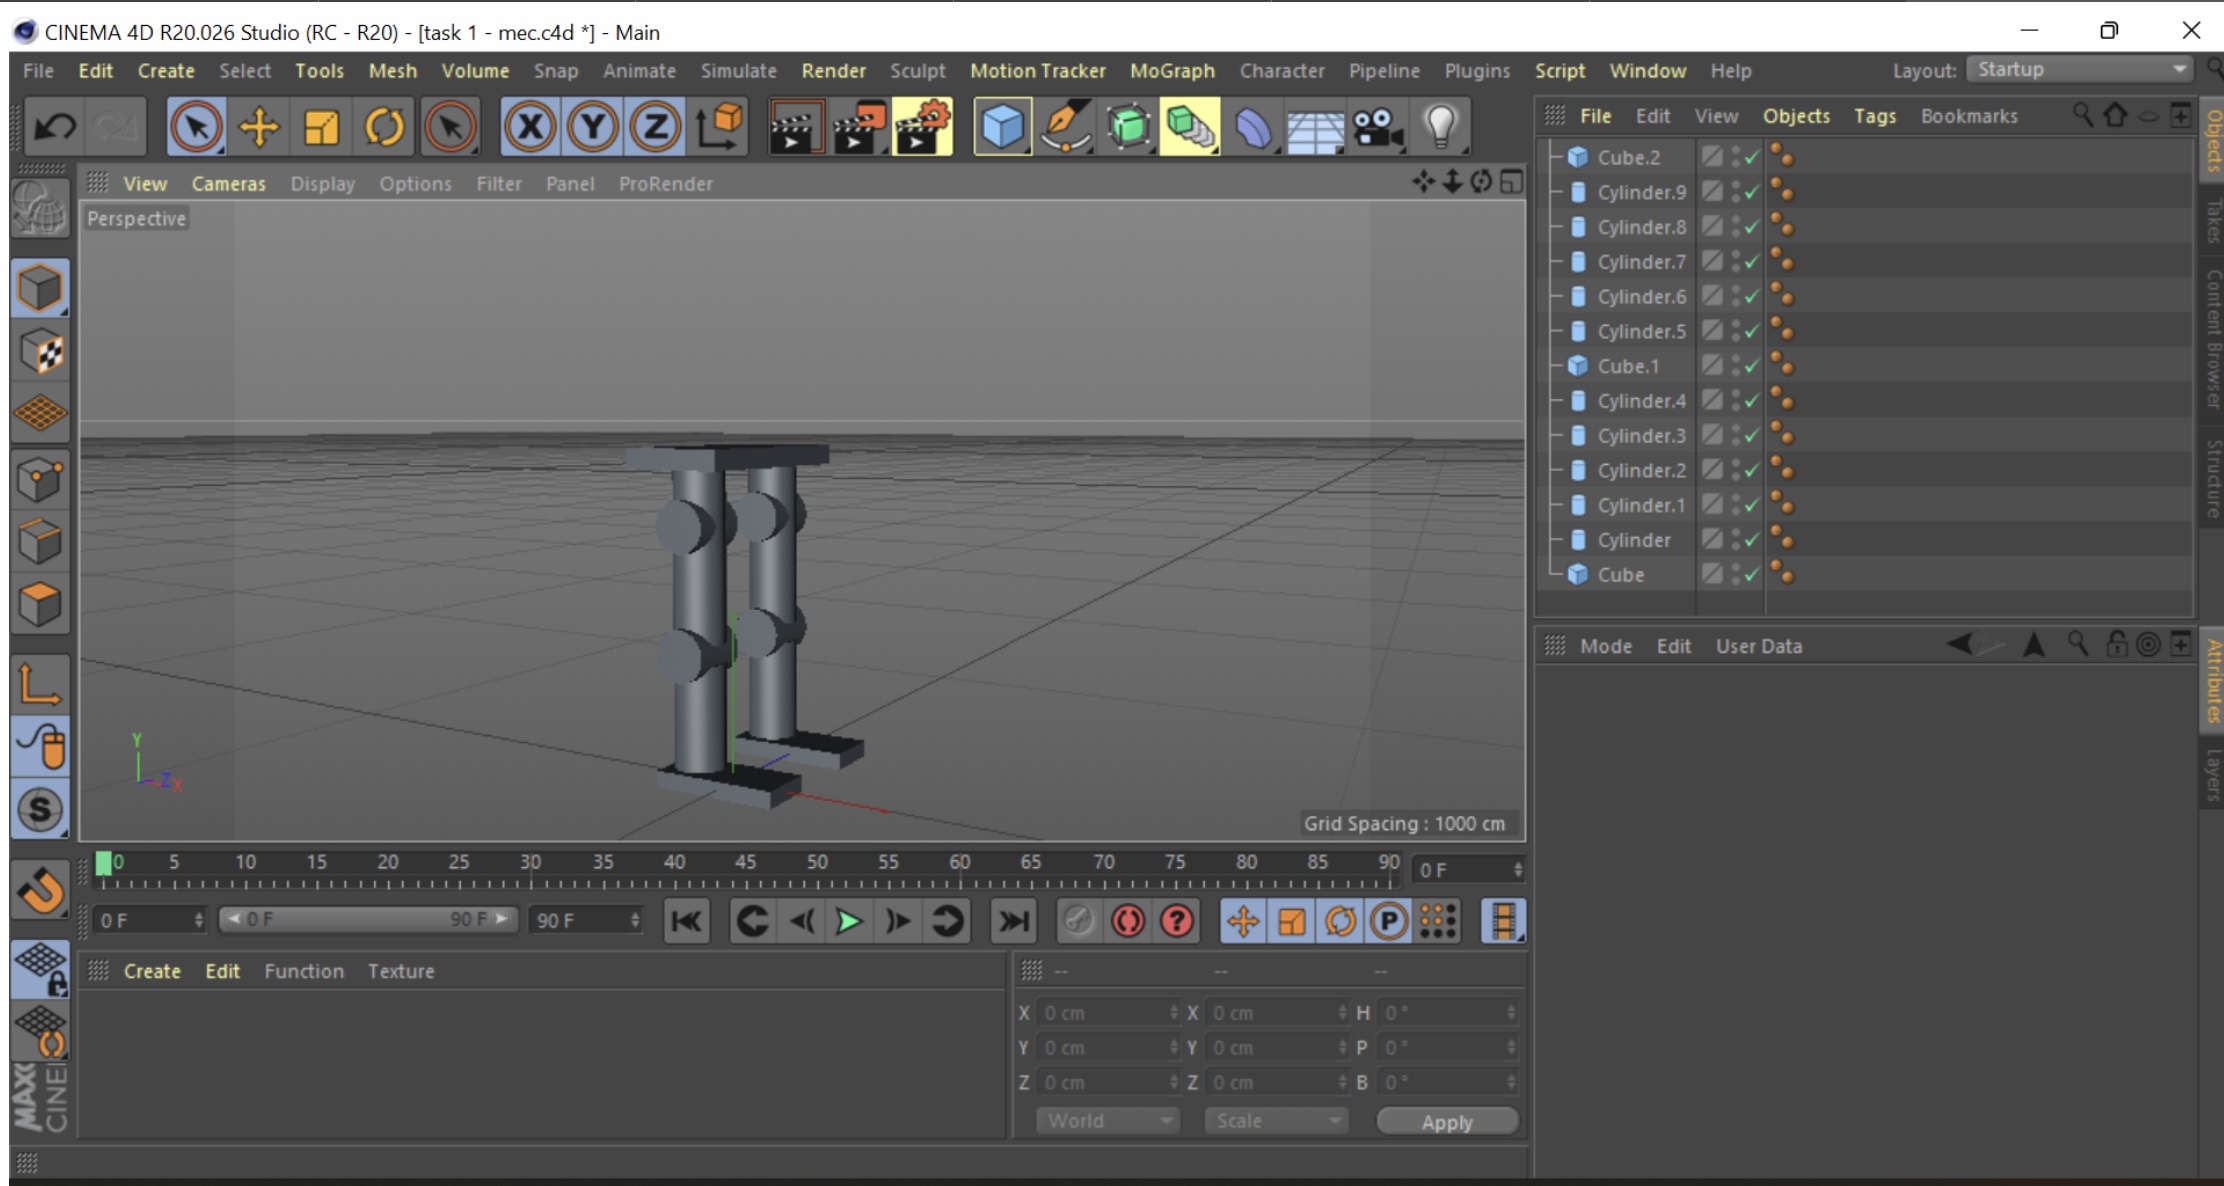 CINEMA 4D R20.026 Studio (RC - R20) - [task 1 - mec.c4d *] - Main
File Edit Create Select Tools Mesh Volume Snap Animate Simulate Render Sculpt Motion Tracker MoGraph Character Pipeline Plugins Script Window Help Layout: Startup
X Y Z
File Edit View Objects Tags Bookmarks
Objects
Takes
Content Browser
Structure
Cube.2
Cylinder.9
Cylinder.8
Cylinder.7
Cylinder.6
Cylinder.5
Cube.1
Cylinder.4
Cylinder.3
Cylinder.2
Cylinder.1
Cylinder
Cube
View Cameras Display Options Filter Panel ProRender
Perspective
Y
Z X
S
Grid Spacing : 1000 cm
Mode Edit User Data
Attributes
Layers
0 5 10 15 20 25 30 35 40 45 50 55 60 65 70 75 80 85 90 0 F
0 F 0 F 90 F 90 F ? P
Create Edit Function Texture
-- -- --
X 0 cm X 0 cm H 0 °
Y 0 cm Y 0 cm P 0 °
Z 0 cm Z 0 cm B 0 °
World Scale Apply
MAXO
CINE